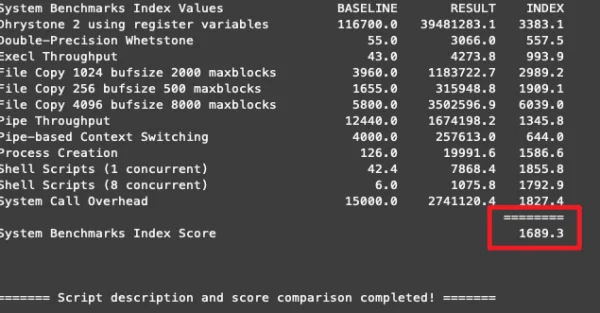 System Benchmarks Index Values BASELINE RESULT INDEX
Dhrystone 2 using register variables 116700.0 39481283.1 3383.1
Double-Precision Whetstone 55.0 3066.0 557.5
Execl Throughput 43.0 4273.8 993.9
File Copy 1024 bufsize 2000 maxblocks 3960.0 1183722.7 2989.2
File Copy 256 bufsize 500 maxblocks 1655.0 315948.8 1909.1
File Copy 4096 bufsize 8000 maxblocks 5800.0 3502596.9 6039.0
Pipe Throughput 12440.0 1674198.2 1345.8
Pipe-based Context Switching 4000.0 257613.0 644.0
Process Creation 126.0 19991.6 1586.6
Shell Scripts (1 concurrent) 42.4 7868.4 1855.8
Shell Scripts (8 concurrent) 6.0 1075.8 1792.9
System Call Overhead 15000.0 2741120.4 1827.4
========
System Benchmarks Index Score 1689.3
======= Script description and score comparison completed! =======